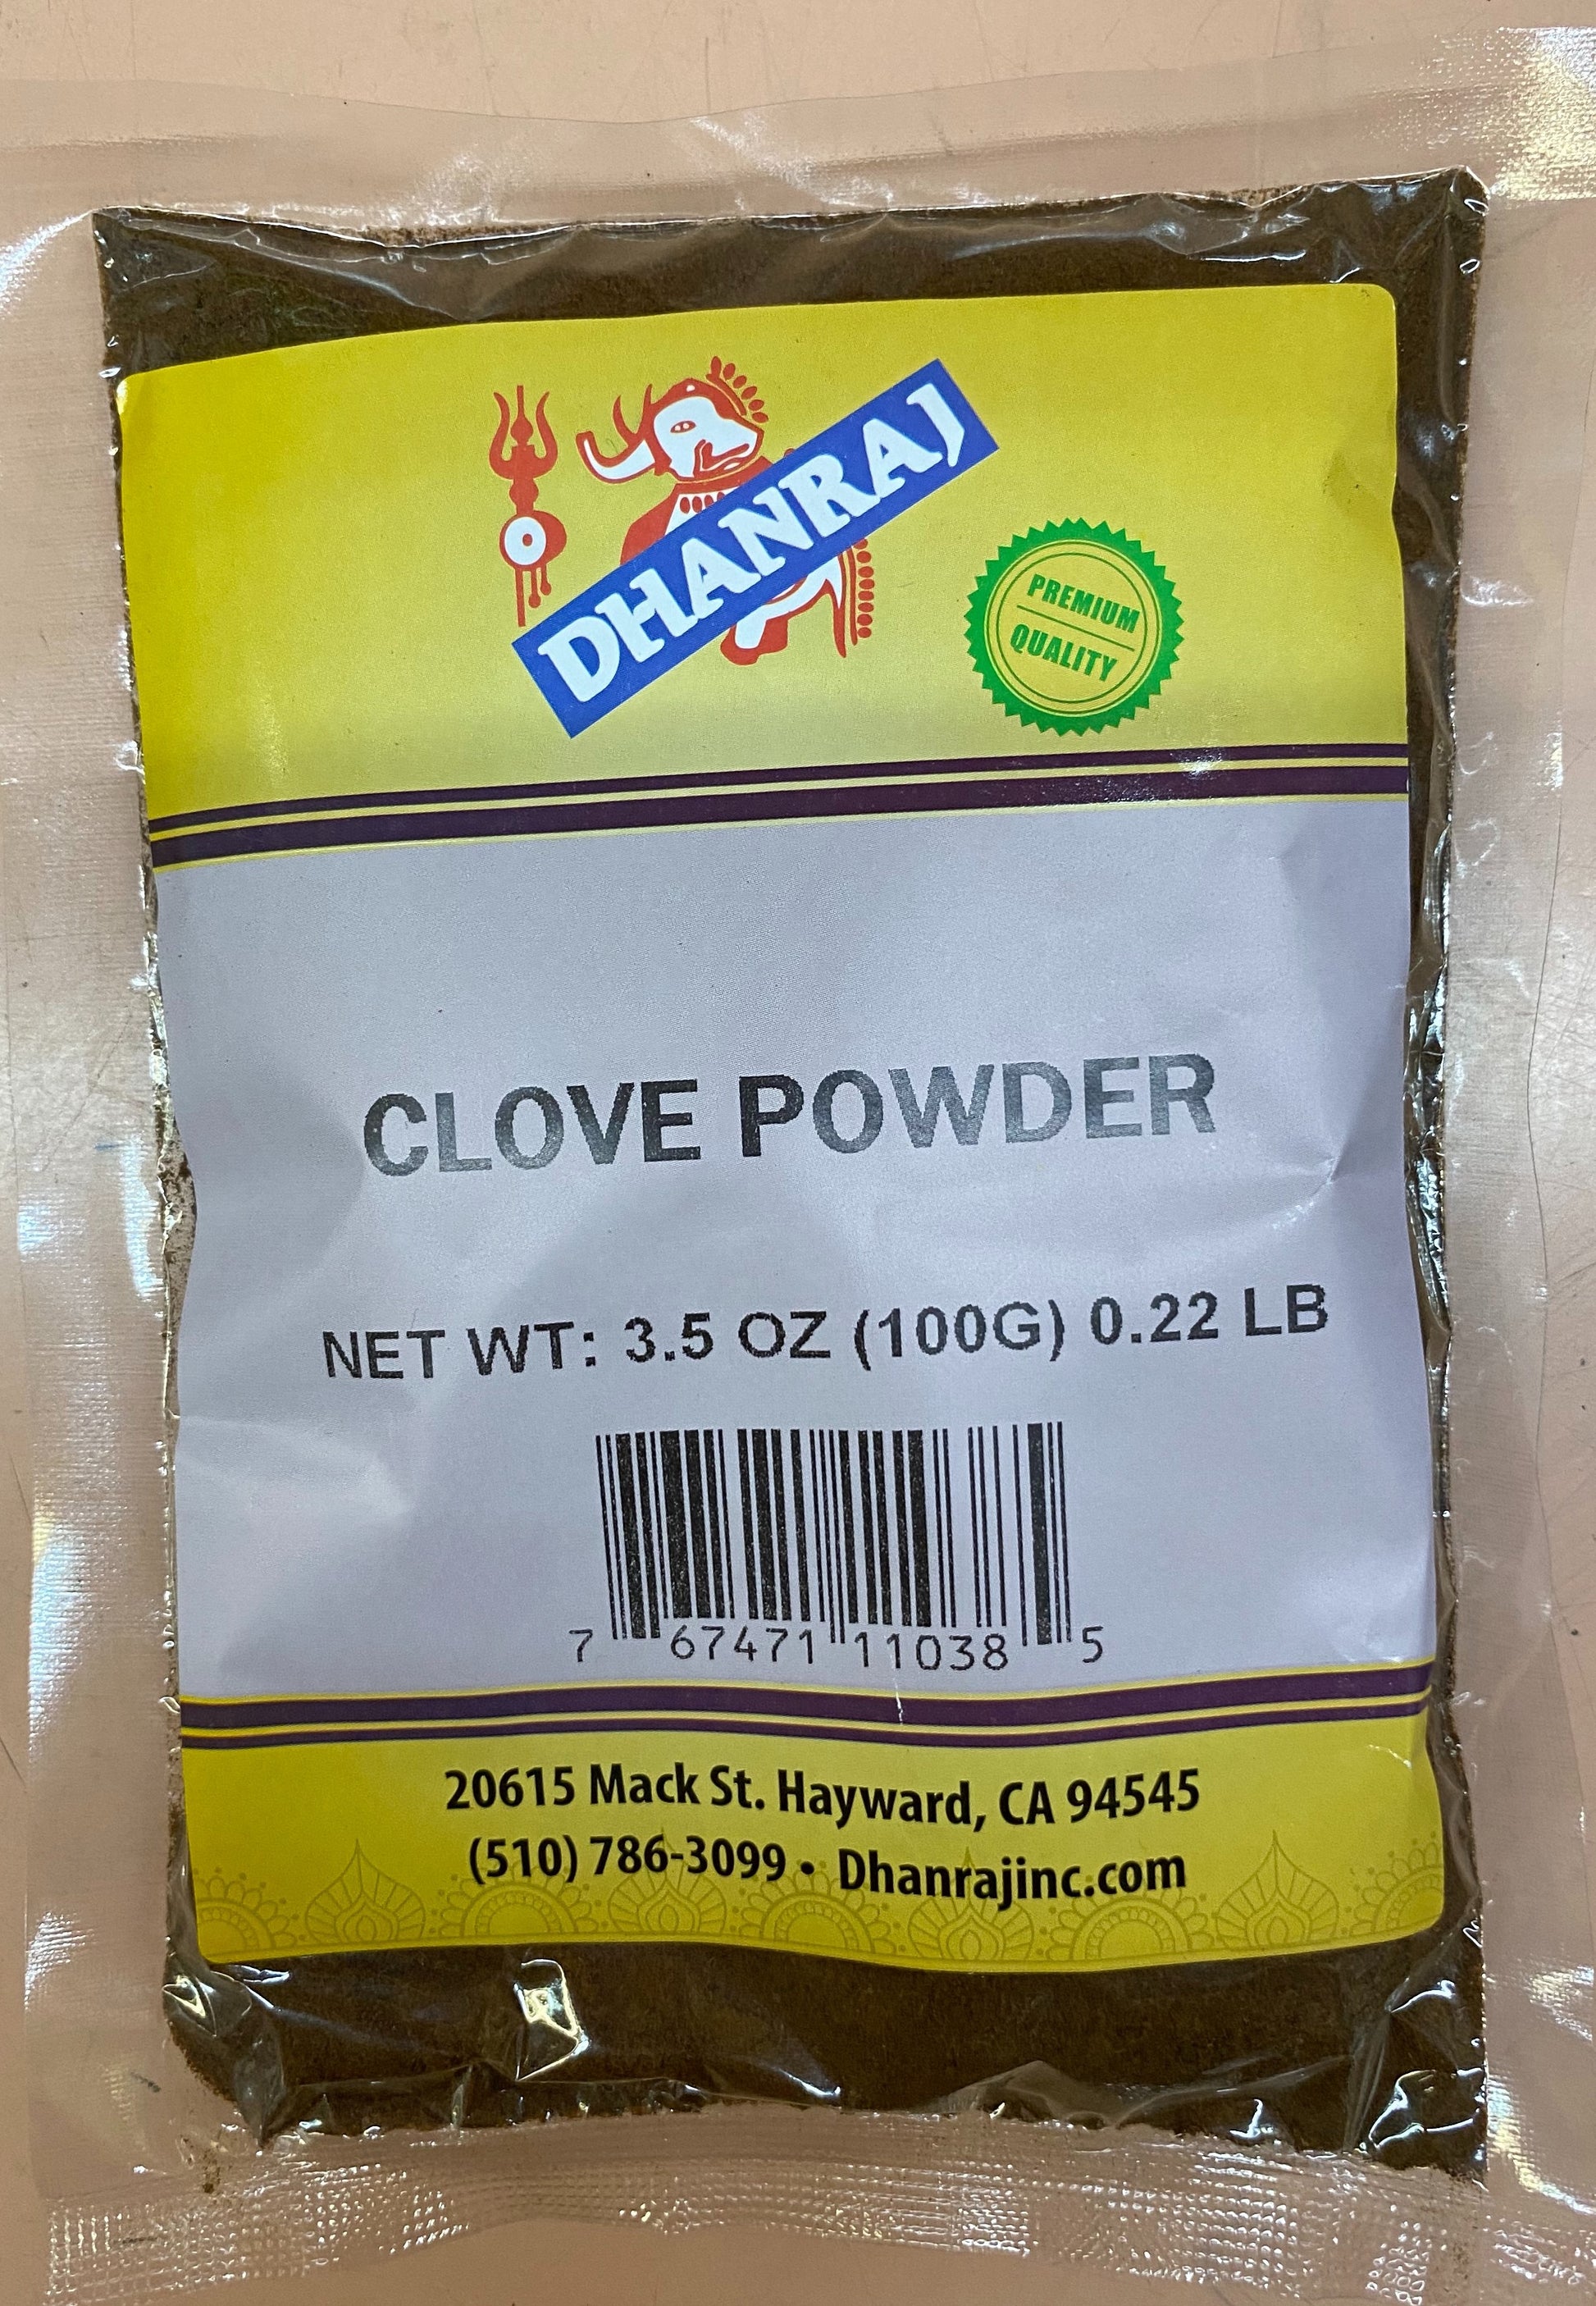 DHANRAJ
PREMIUM
QUALITY
CLOVE POWDER
NET WT: 3.5 OZ (100G) 0.22 LB
7 67471 11038 5
20615 Mack St. Hayward, CA 94545
(510) 786-3099 • Dhanrajinc.com